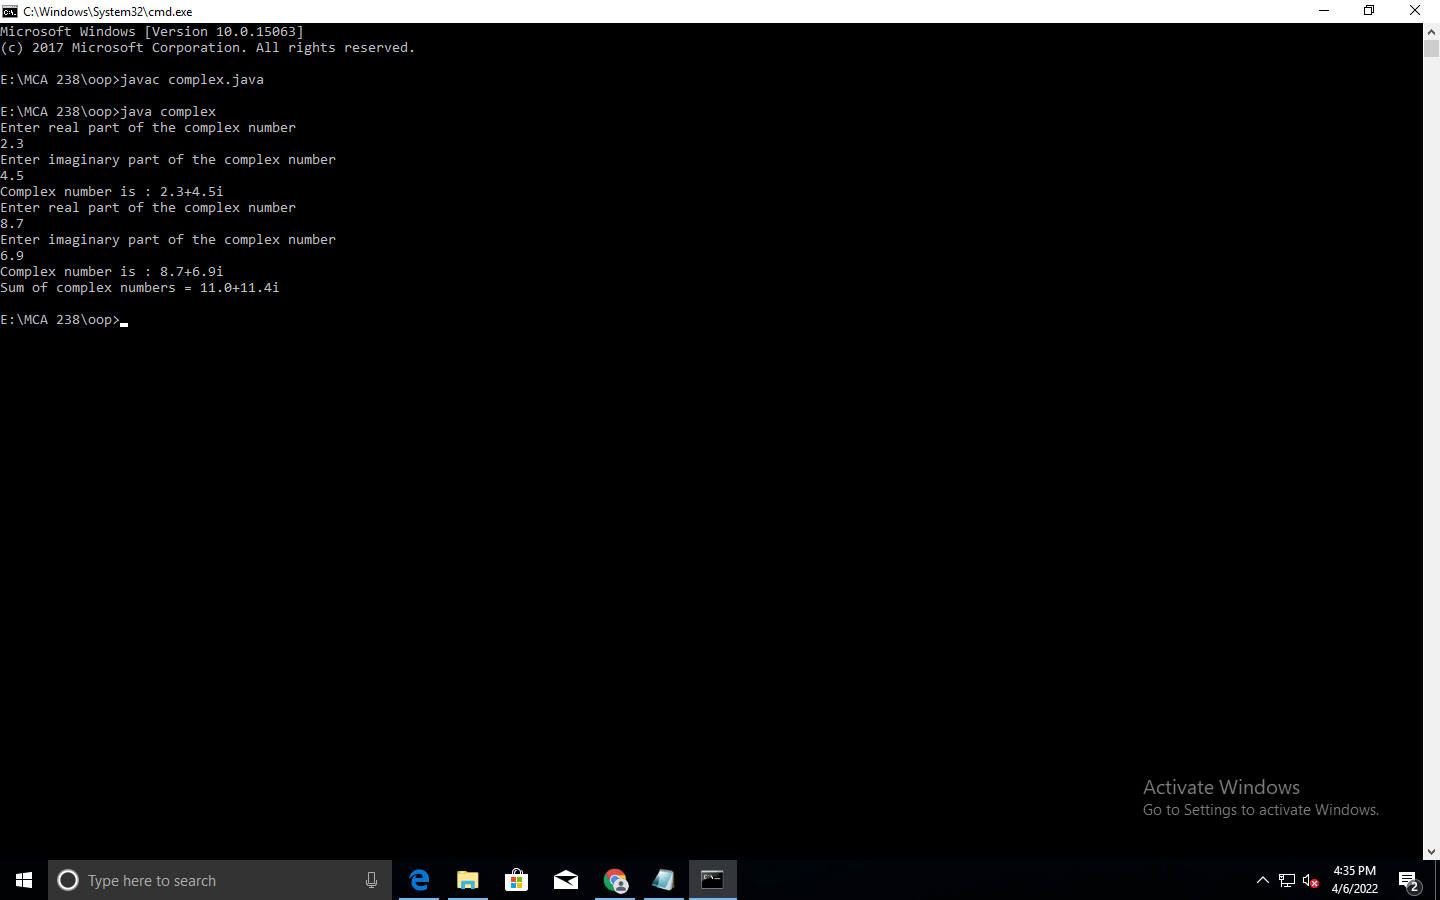 C:\Windows\System32\cmd.exe
Microsoft Windows [Version 10.0.15063]
(c) 2017 Microsoft Corporation. All rights reserved.
E:\MCA 238\oop>javac complex.java
E:\MCA 238\oop>java complex
Enter real part of the complex number
2.3
Enter imaginary part of the complex number
4.5
Complex number is : 2.3+4.5i
Enter real part of the complex number
8.7
Enter imaginary part of the complex number
6.9
Complex number is : 8.7+6.9i
Sum of complex numbers = 11.0+11.4i
E:\MCA 238\oop>
Activate Windows
Go to Settings to activate Windows.
Type here to search
4:35 PM
4/6/2022
2